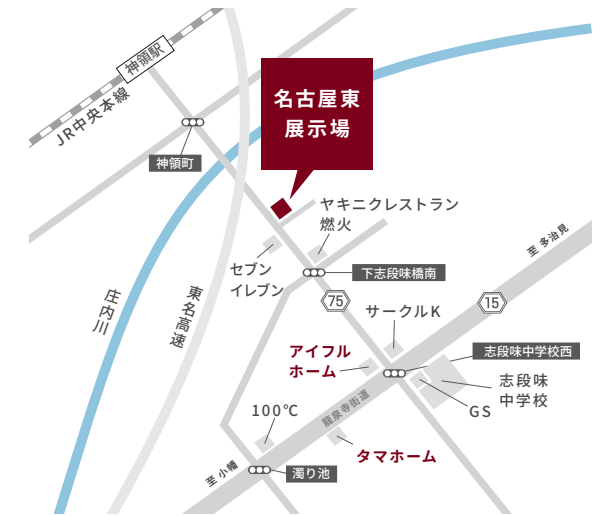 神領駅
JR中央本線
神領町
名古屋東
展示場
ヤキニクレストラン
燃火
セブン
イレブン
下志段味橋南
至 多治見
庄内川
東名高速
75
15
サークルK
志段味中学校西
アイフル
ホーム
志段味
中学校
GS
龍泉寺街道
100℃
タマホーム
至 小幡
濁り池